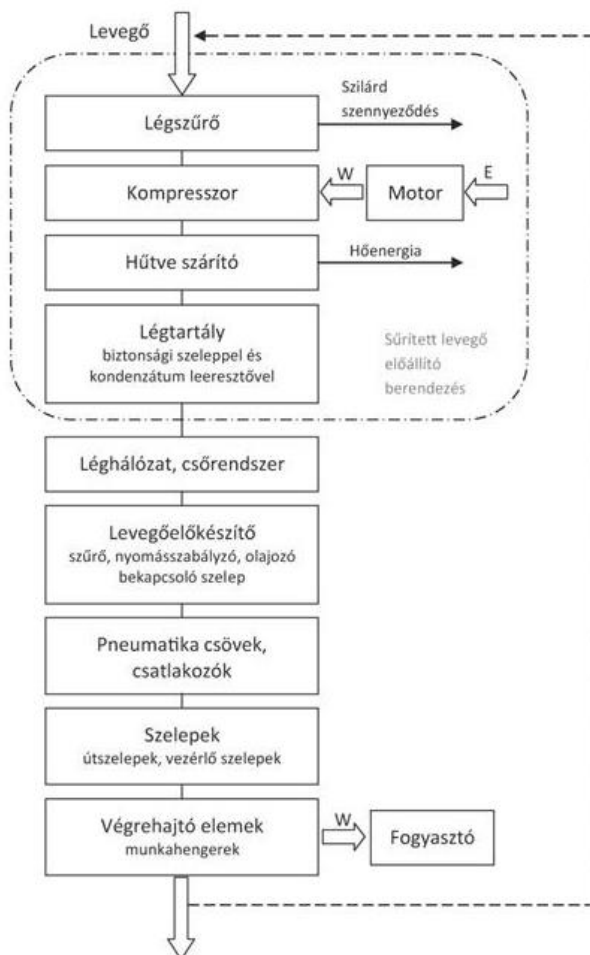 Levegő
Légszűrő
Szilárd
szennyeződés
Kompresszor
W
Motor
E
Hűtve szárító
Hőenergia
Légtartály
biztonsági szeleppel és
kondenzátum leeresztővel
Sűrített levegő
előállító
berendezés
Léghálózat, csőrendszer
Levegőelőkészítő
szűrő, nyomásszabályzó, olajozó
bekapcsoló szelep
Pneumatika csövek,
csatlakozók
Szelepek
útszelepek, vezérlő szelepek
Végrehajtó elemek
munkahengerek
W
Fogyasztó